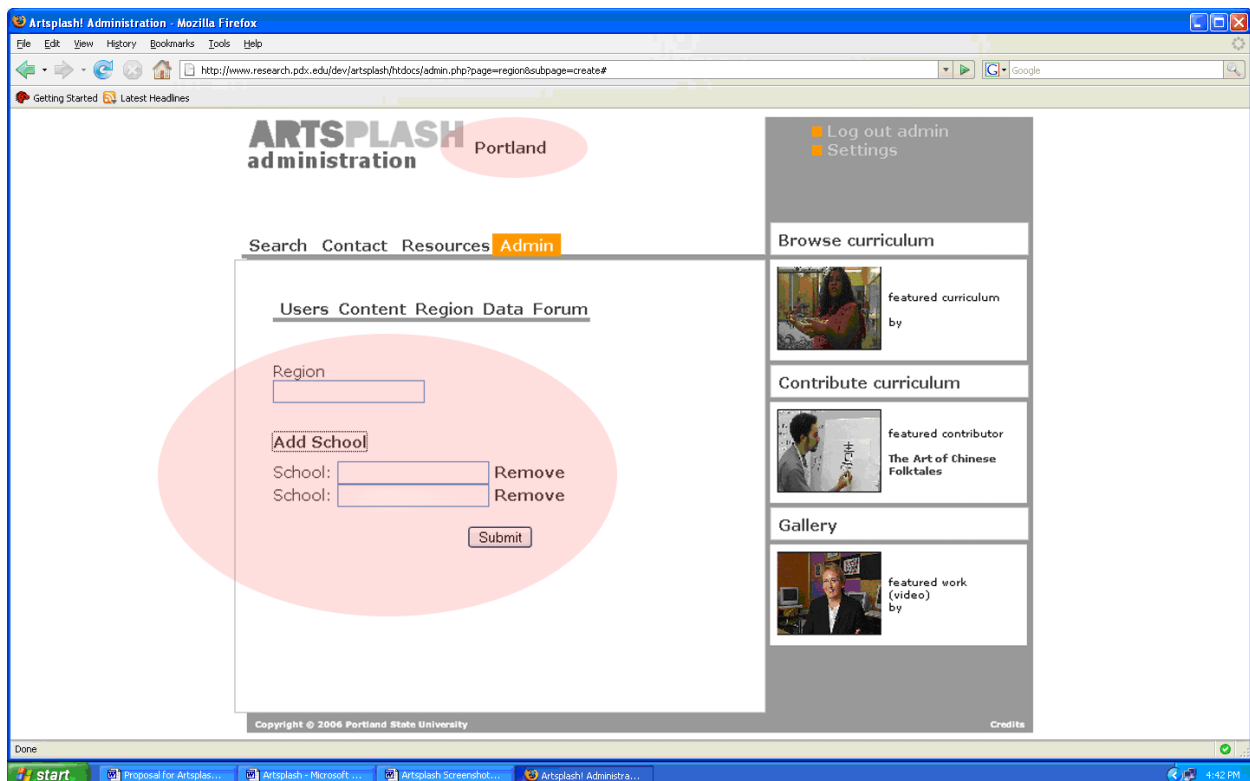 Artsplash! Administration - Mozilla Firefox
File Edit View History Bookmarks Tools Help
http://www.research.pdx.edu/dev/artsplash/htdocs/admin.php?page=region&subpage=create#
G Google
Getting Started Latest Headlines
ARTSPLASH
administration
Portland
Log out admin
Settings
Search Contact Resources Admin
Users Content Region Data Forum
Region
Add School
School: Remove
School: Remove
Submit
Browse curriculum
featured curriculum
by
Contribute curriculum
featured contributor
The Art of Chinese
Folktales
Gallery
featured work
(video)
by
Copyright © 2006 Portland State University
Credits
Done
start
Proposal for Artsplas...
Artsplash - Microsoft ...
Artsplash Screenshot...
Artsplash! Administra...
4:42 PM